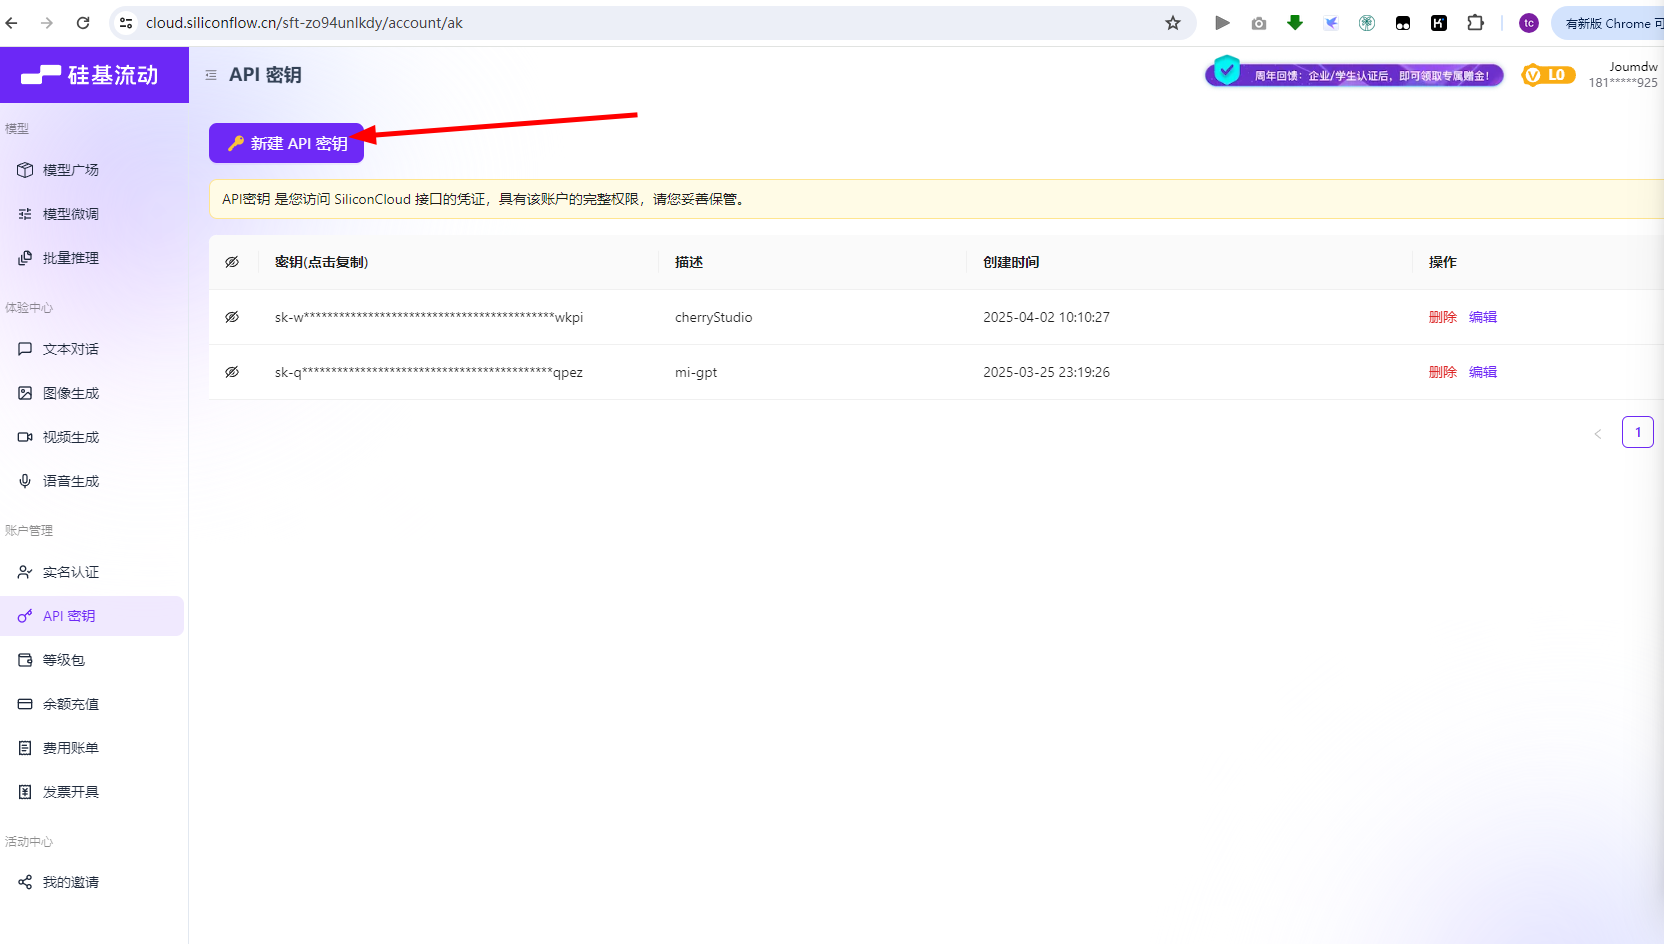 cloud.siliconflow.cn/sft-zo94unlkdy/account/ak
tc
有新版 Chrome 可
硅基流动
API 密钥
周年回馈：企业/学生认证后，即可领取专属赠金！
L0
Joumdw
181*****925
模型
模型广场
模型微调
批量推理
体验中心
文本对话
图像生成
视频生成
语音生成
账户管理
实名认证
API 密钥
等级包
余额充值
费用账单
发票开具
活动中心
我的邀请
新建 API 密钥
API密钥 是您访问 SiliconCloud 接口的凭证，具有该账户的完整权限，请您妥善保管。
密钥(点击复制) 描述 创建时间 操作
sk-w*******************************************wkpi cherryStudio 2025-04-02 10:10:27 删除 编辑
sk-q*******************************************qpez mi-gpt 2025-03-25 23:19:26 删除 编辑
1